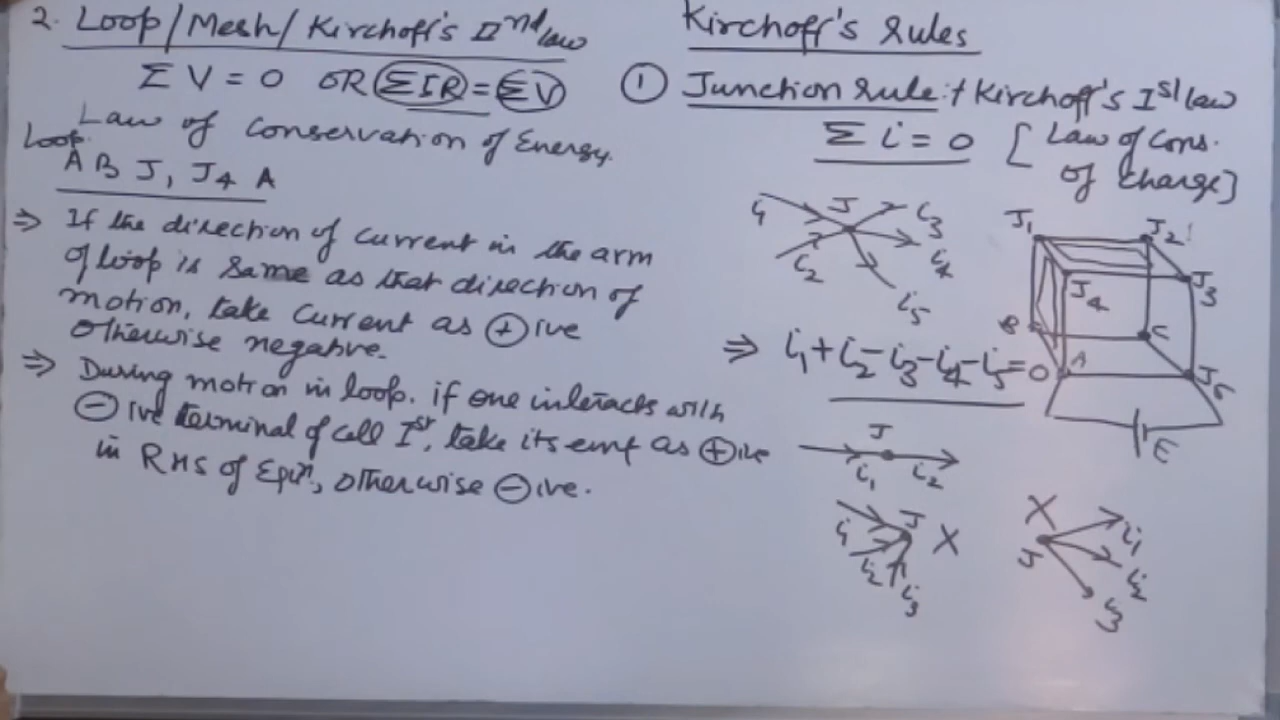 2. Loop/Mesh/Kirchoff's IInd law
Σ V = 0 OR ΣIR = ΣV
Law of Conservation of Energy.
Loop.
A B J1 J4 A
⇒ If the direction of current in the arm
of loop is same as that direction of
motion, take current as ⊕ive
otherwise negative.
⇒ During motion in loop. if one interacts with
⊖ive terminal of cell Ist, take its emf as ⊕ive
in RHS of Eqn, otherwise ⊖ive.
Kirchoff's Rules
① Junction Rule :+ Kirchoff's Ist law
Σ i = 0 [Law of Cons.
of charge]
i1 J i3
i2 i4
i5
⇒ i1 + i2 - i3 - i4 - i5 = 0
J
i1 i2
J X
i1
i2 i3
J1 J2
J4 J3
B C
A J6
E
X
J i1
i2
i3